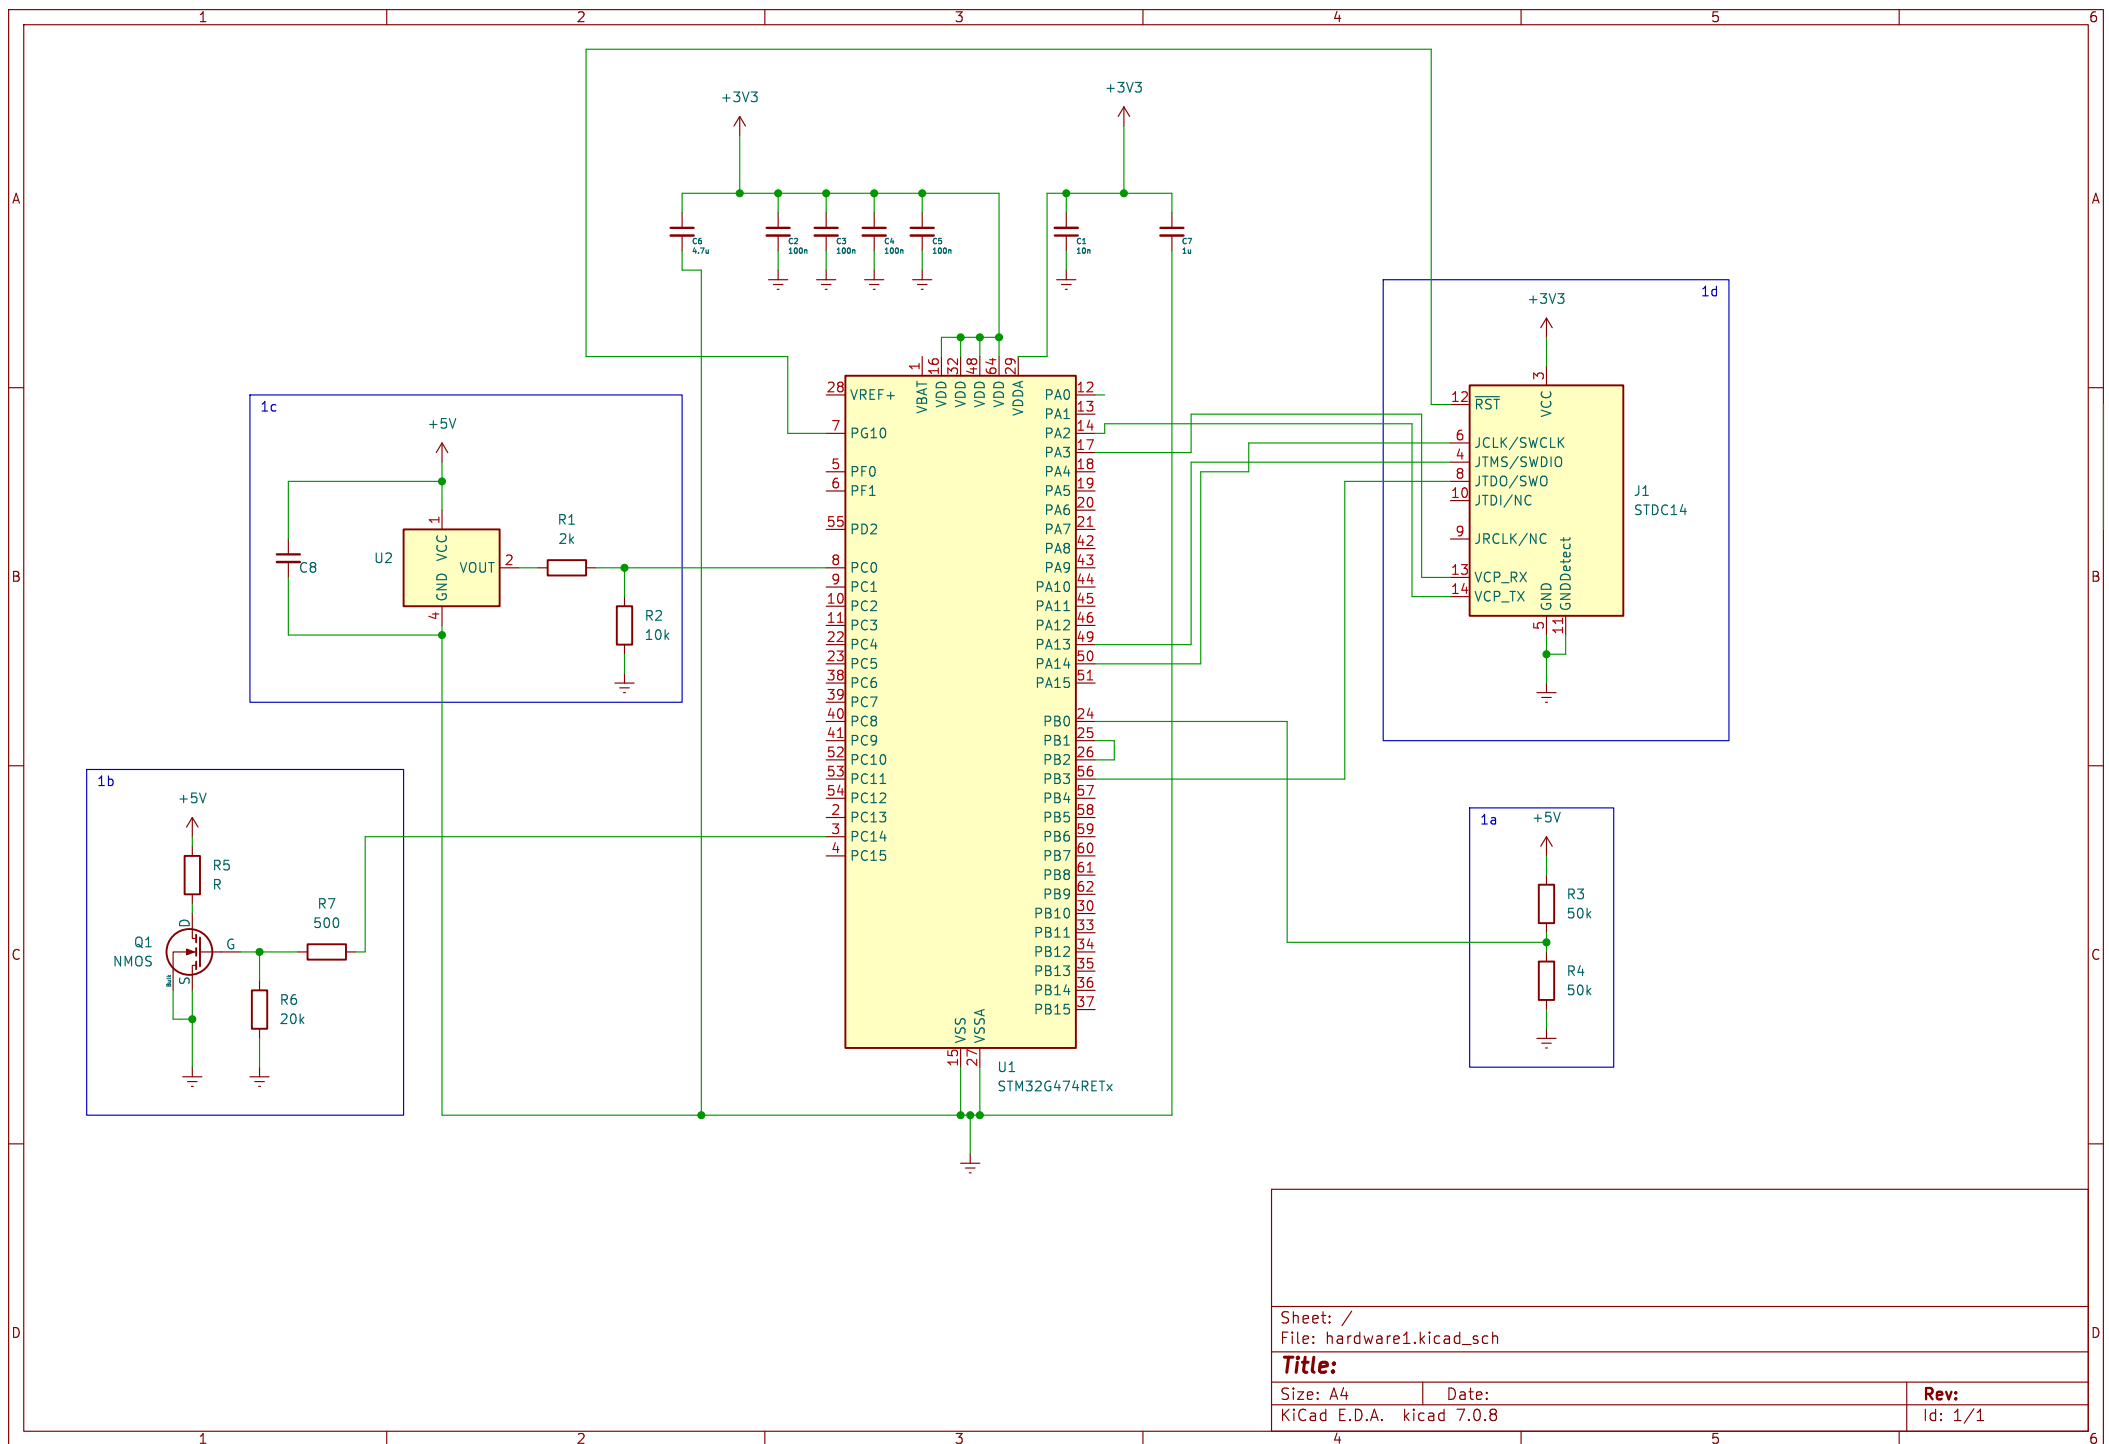 1 2 3 4 5 6
A
B
C
D
A
B
C
D
+3V3
+3V3
C6
4.7u
C2
100n
C3
100n
C4
100n
C5
100n
C1
10n
C7
1u
1d
+3V3
3
VCC
12 RST
6 JCLK/SWCLK
4 JTMS/SWDIO
8 JTDO/SWO
10 JTDI/NC
9 JRCLK/NC
13 VCP_RX
14 VCP_TX
GND
GNDDetect
5
11
J1
STDC14
1c
+5V
1
VCC
U2
VOUT
2
GND
4
C8
R1
2k
R2
10k
1
16
32
48
64
29
VBAT
VDD
VDD
VDD
VDD
VDDA
28 VREF+
7 PG10
5 PF0
6 PF1
55 PD2
8 PC0
9 PC1
10 PC2
11 PC3
22 PC4
23 PC5
38 PC6
39 PC7
40 PC8
41 PC9
52 PC10
53 PC11
54 PC12
2 PC13
3 PC14
4 PC15
PA0 12
PA1 13
PA2 14
PA3 17
PA4 18
PA5 19
PA6 20
PA7 21
PA8 42
PA9 43
PA10 44
PA11 45
PA12 46
PA13 49
PA14 50
PA15 51
PB0 24
PB1 25
PB2 26
PB3 56
PB4 57
PB5 58
PB6 59
PB7 60
PB8 61
PB9 62
PB10 30
PB11 33
PB12 34
PB13 35
PB14 36
PB15 37
VSS
VSSA
15
27
U1
STM32G474RETx
1b
+5V
R5
R
R7
500
D
G
S
Bulk
Q1
NMOS
R6
20k
1a
+5V
R3
50k
R4
50k
Sheet: /
File: hardware1.kicad_sch
Title:
Size: A4 Date: Rev:
KiCad E.D.A. kicad 7.0.8 Id: 1/1
1 2 3 4 5 6